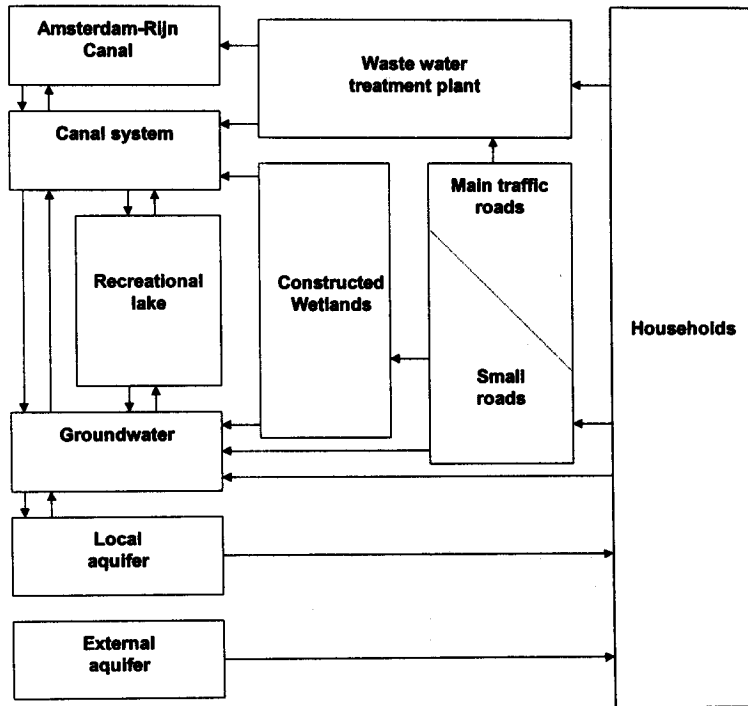 Amsterdam-Rijn
Canal
Waste water
treatment plant
Canal system
Main traffic
roads
Recreational
lake
Constructed
Wetlands
Households
Small
roads
Groundwater
Local
aquifer
External
aquifer